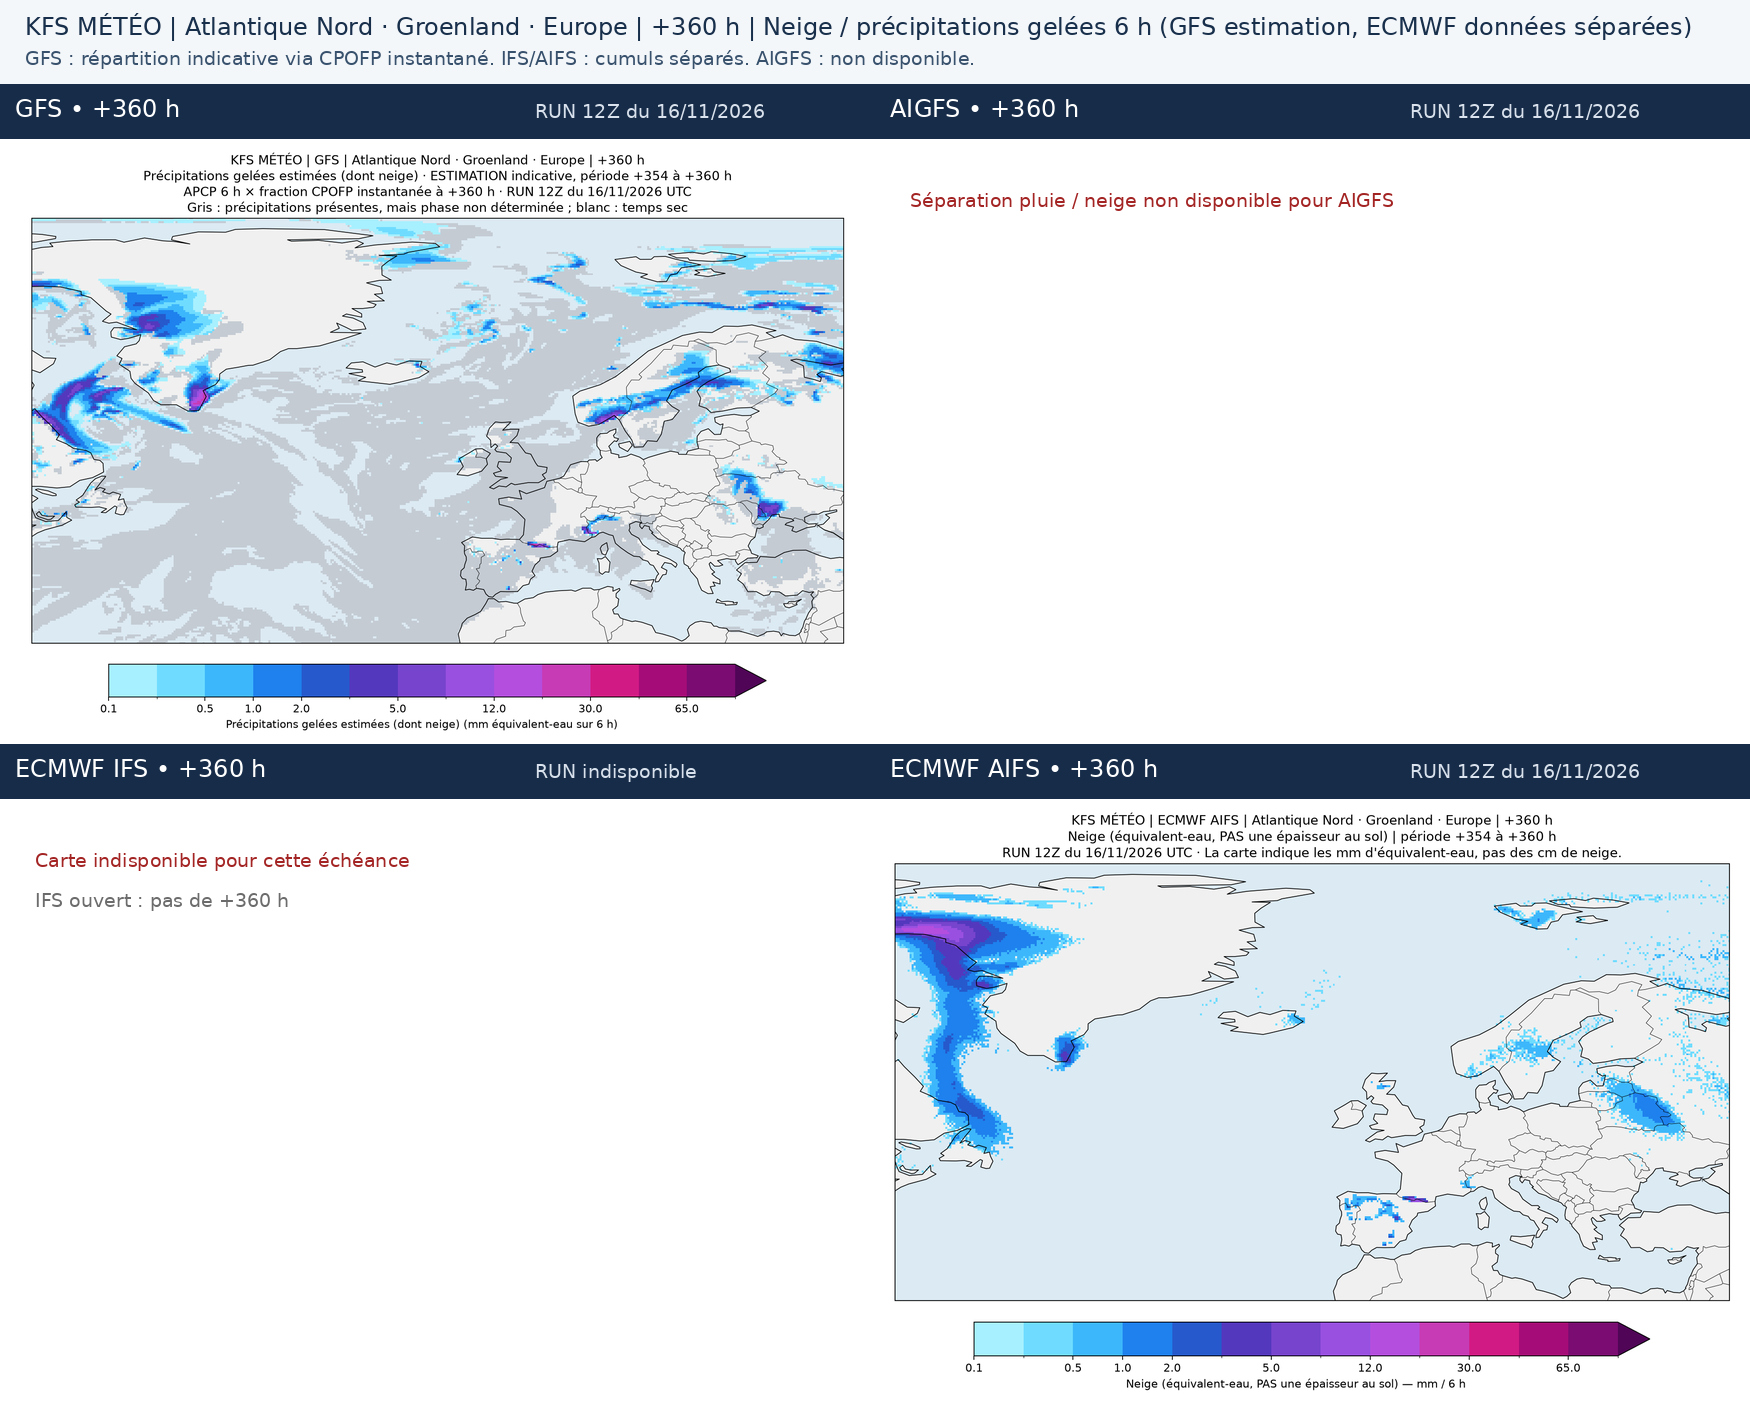 KFS MÉTÉO | Atlantique Nord · Groenland · Europe | +360 h | Neige / précipitations gelées 6 h (GFS estimation, ECMWF données séparées)
GFS : répartition indicative via CPOFP instantané. IFS/AIFS : cumuls séparés. AIGFS : non disponible.
GFS • +360 h
RUN 12Z du 16/11/2026
AIGFS • +360 h
RUN 12Z du 16/11/2026
KFS MÉTÉO | GFS | Atlantique Nord · Groenland · Europe | +360 h
Précipitations gelées estimées (dont neige) · ESTIMATION indicative, période +354 à +360 h
APCP 6 h × fraction CPOFP instantanée à +360 h · RUN 12Z du 16/11/2026 UTC
Gris : précipitations présentes, mais phase non déterminée ; blanc : temps sec
Séparation pluie / neige non disponible pour AIGFS
0.1 0.5 1.0 2.0 5.0 12.0 30.0 65.0
Précipitations gelées estimées (dont neige) (mm équivalent-eau sur 6 h)
ECMWF IFS • +360 h
RUN indisponible
ECMWF AIFS • +360 h
RUN 12Z du 16/11/2026
Carte indisponible pour cette échéance
IFS ouvert : pas de +360 h
KFS MÉTÉO | ECMWF AIFS | Atlantique Nord · Groenland · Europe | +360 h
Neige (équivalent-eau, PAS une épaisseur au sol) | période +354 à +360 h
RUN 12Z du 16/11/2026 UTC · La carte indique les mm d'équivalent-eau, pas des cm de neige.
0.1 0.5 1.0 2.0 5.0 12.0 30.0 65.0
Neige (équivalent-eau, PAS une épaisseur au sol) — mm / 6 h